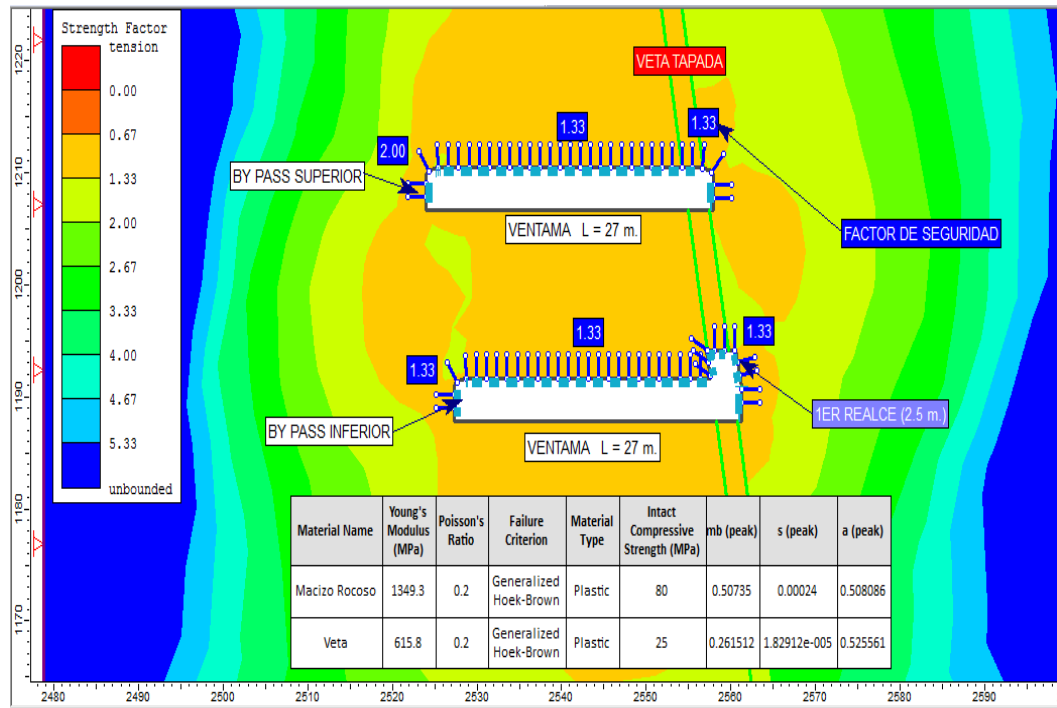 Strength Factor
tension
0.00
0.67
1.33
2.00
2.67
3.33
4.00
4.67
5.33
unbounded
VETA TAPADA
1.33
1.33
2.00
BY PASS SUPERIOR
VENTAMA L = 27 m.
FACTOR DE SEGURIDAD
1.33
1.33
1.33
BY PASS INFERIOR
1ER REALCE (2.5 m.)
VENTAMA L = 27 m.
Material Name Young's Modulus (MPa) Poisson's Ratio Failure Criterion Material Type Intact Compressive Strength (MPa) mb (peak) s (peak) a (peak)
Macizo Rocoso 1349.3 0.2 Generalized Hoek-Brown Plastic 80 0.50735 0.00024 0.508086
Veta 615.8 0.2 Generalized Hoek-Brown Plastic 25 0.261512 1.82912e-005 0.525561
1220
1210
1200
1190
1180
1170
2480 2490 2500 2510 2520 2530 2540 2550 2560 2570 2580 2590